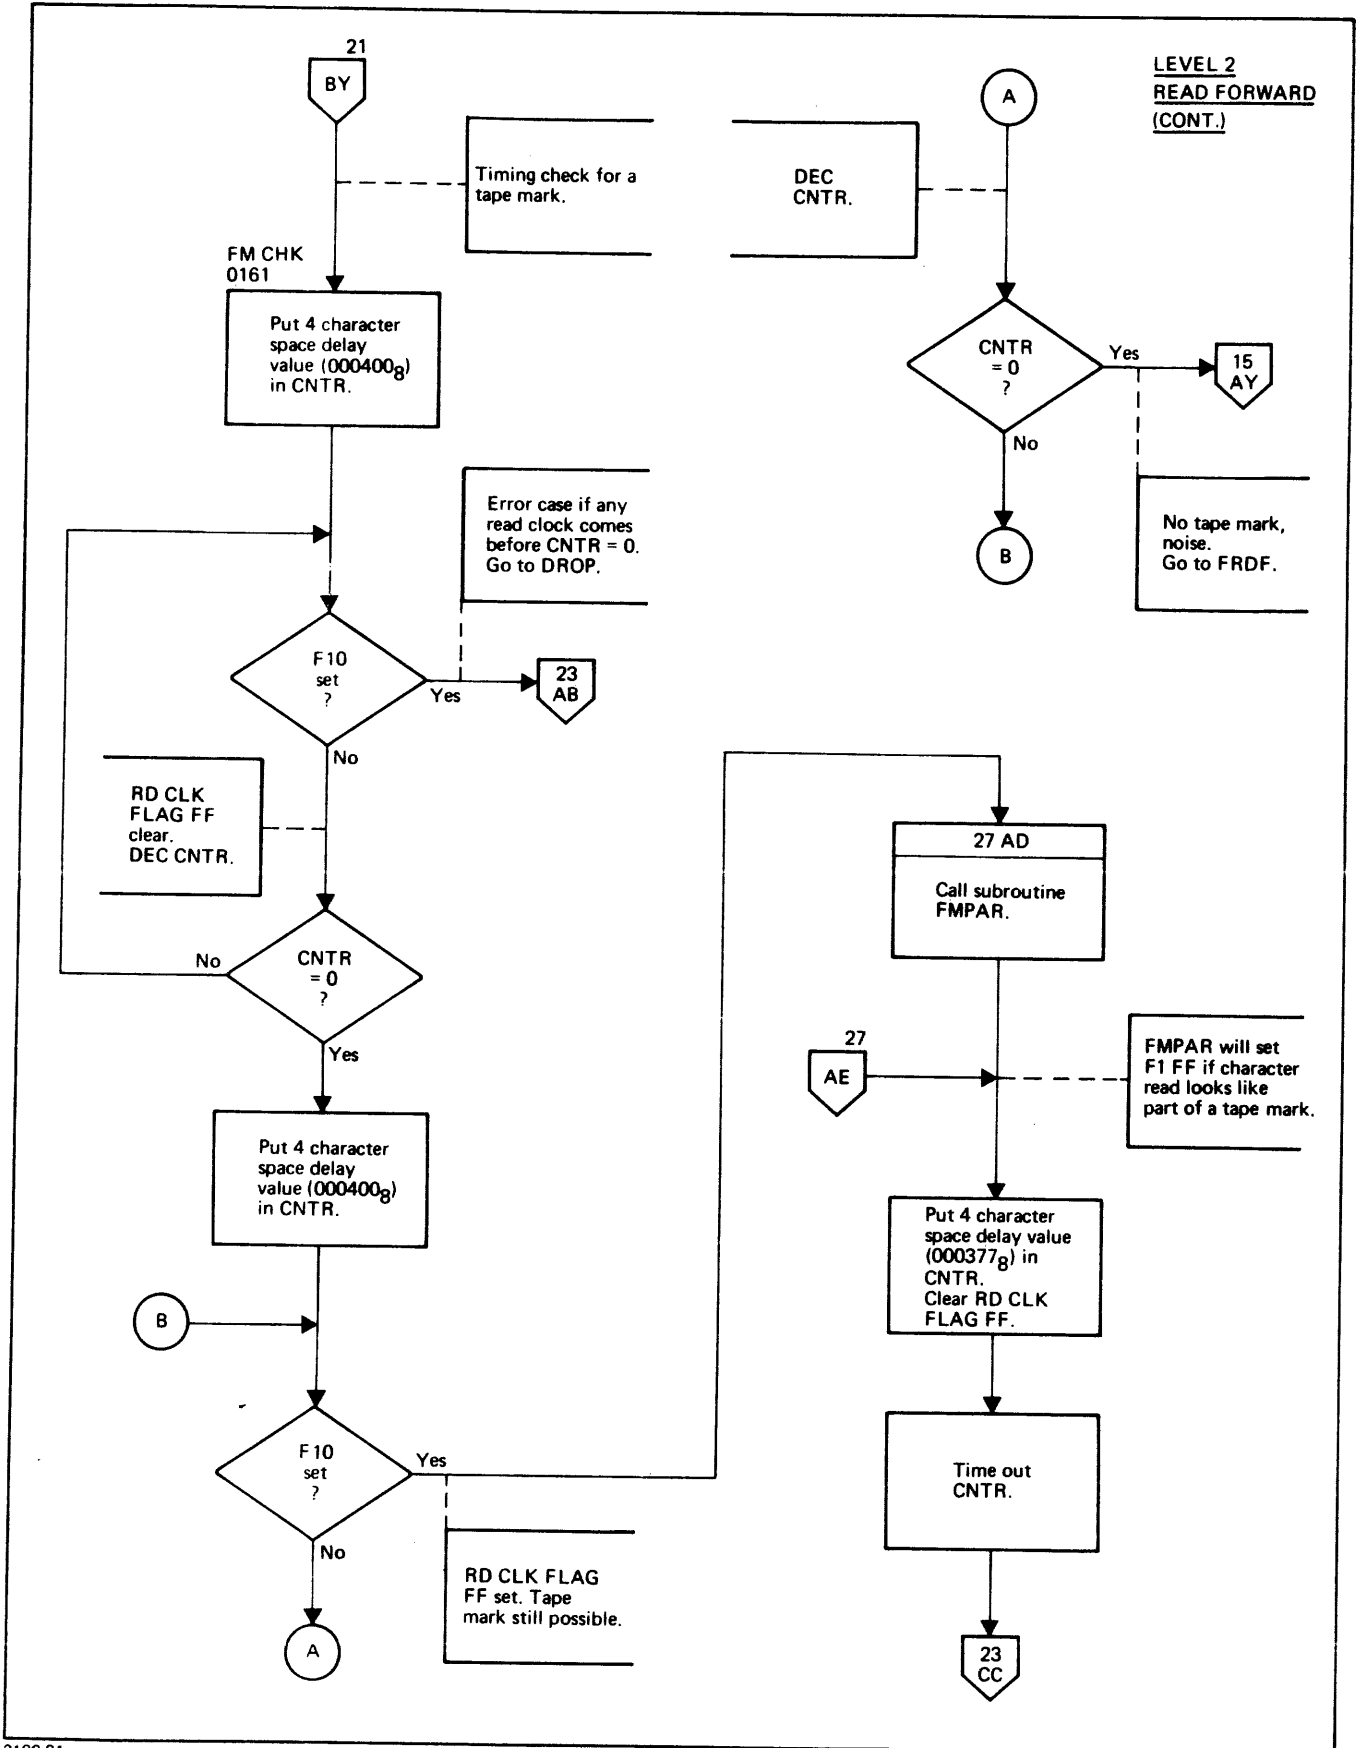 LEVEL 2
READ FORWARD
(CONT.)
21
BY
Timing check for a
tape mark.
FM CHK
0161
Put 4 character
space delay
value (000400₈)
in CNTR.
Error case if any
read clock comes
before CNTR = 0.
Go to DROP.
F10
set
?
Yes
23
AB
No
RD CLK
FLAG FF
clear.
DEC CNTR.
CNTR
= 0
?
No
Yes
Put 4 character
space delay
value (000400₈)
in CNTR.
B
F10
set
?
Yes
No
RD CLK FLAG
FF set. Tape
mark still possible.
A
A
DEC
CNTR.
CNTR
= 0
?
Yes
15
AY
No
No tape mark,
noise.
Go to FRDF.
B
27 AD
Call subroutine
FMPAR.
27
AE
FMPAR will set
F1 FF if character
read looks like
part of a tape mark.
Put 4 character
space delay value
(000377₈) in
CNTR.
Clear RD CLK
FLAG FF.
Time out
CNTR.
23
CC